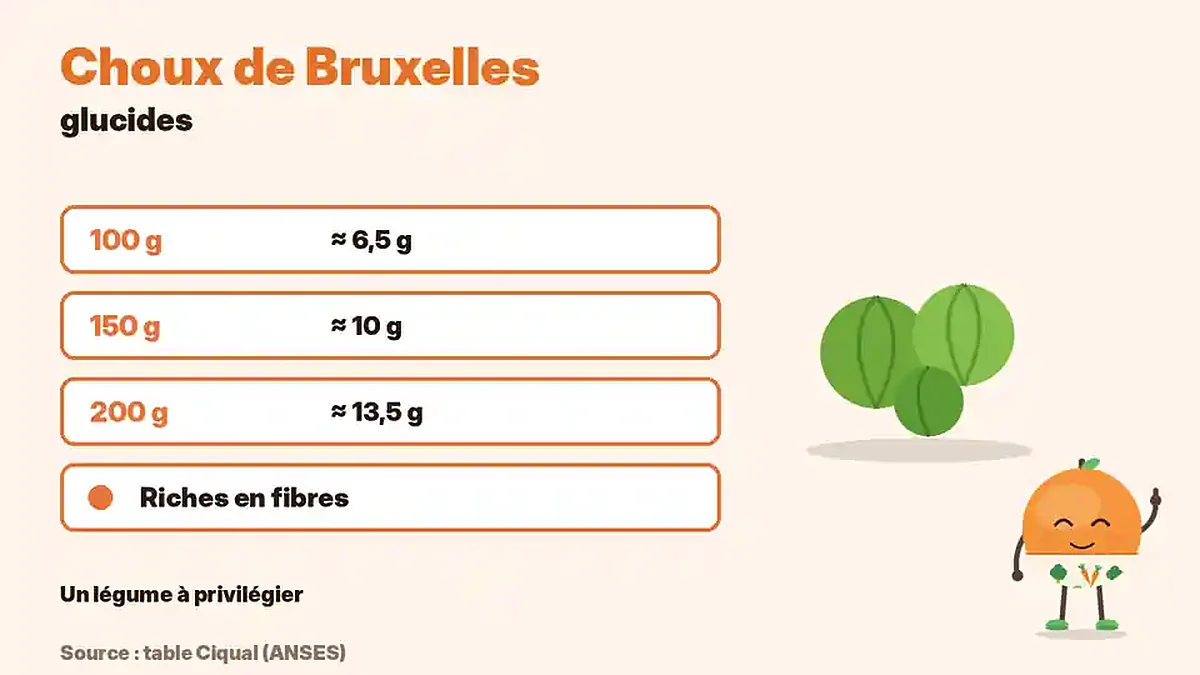 Choux de Bruxelles
glucides
100 g ≈ 6,5 g
150 g ≈ 10 g
200 g ≈ 13,5 g
Riches en fibres
Un légume à privilégier
Source : table Ciqual (ANSES)